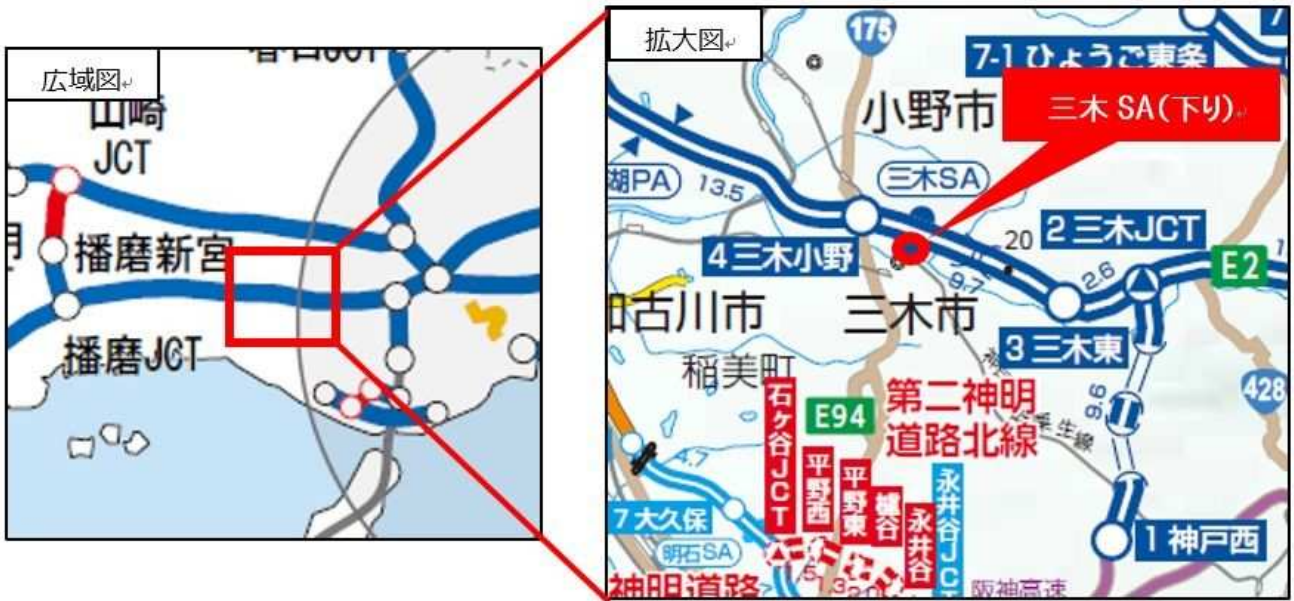 広域図
山崎
JCT
播磨新宮
播磨JCT
拡大図
175
7-1 ひょうご東条
小野市
三木 SA(下り)
湖PA
13.5
三木SA
4 三木小野
20
2 三木JCT
9.7
2.6
E2
3 三木東
古川市
三木市
稲美町
428
9.6
石ヶ谷JCT
E94
第二神明
道路北線
平野西
平野東
櫨谷
永井谷
永井谷JCT
4.7
7 大久保
明石SA
1 神戸西
神明道路
阪神高速